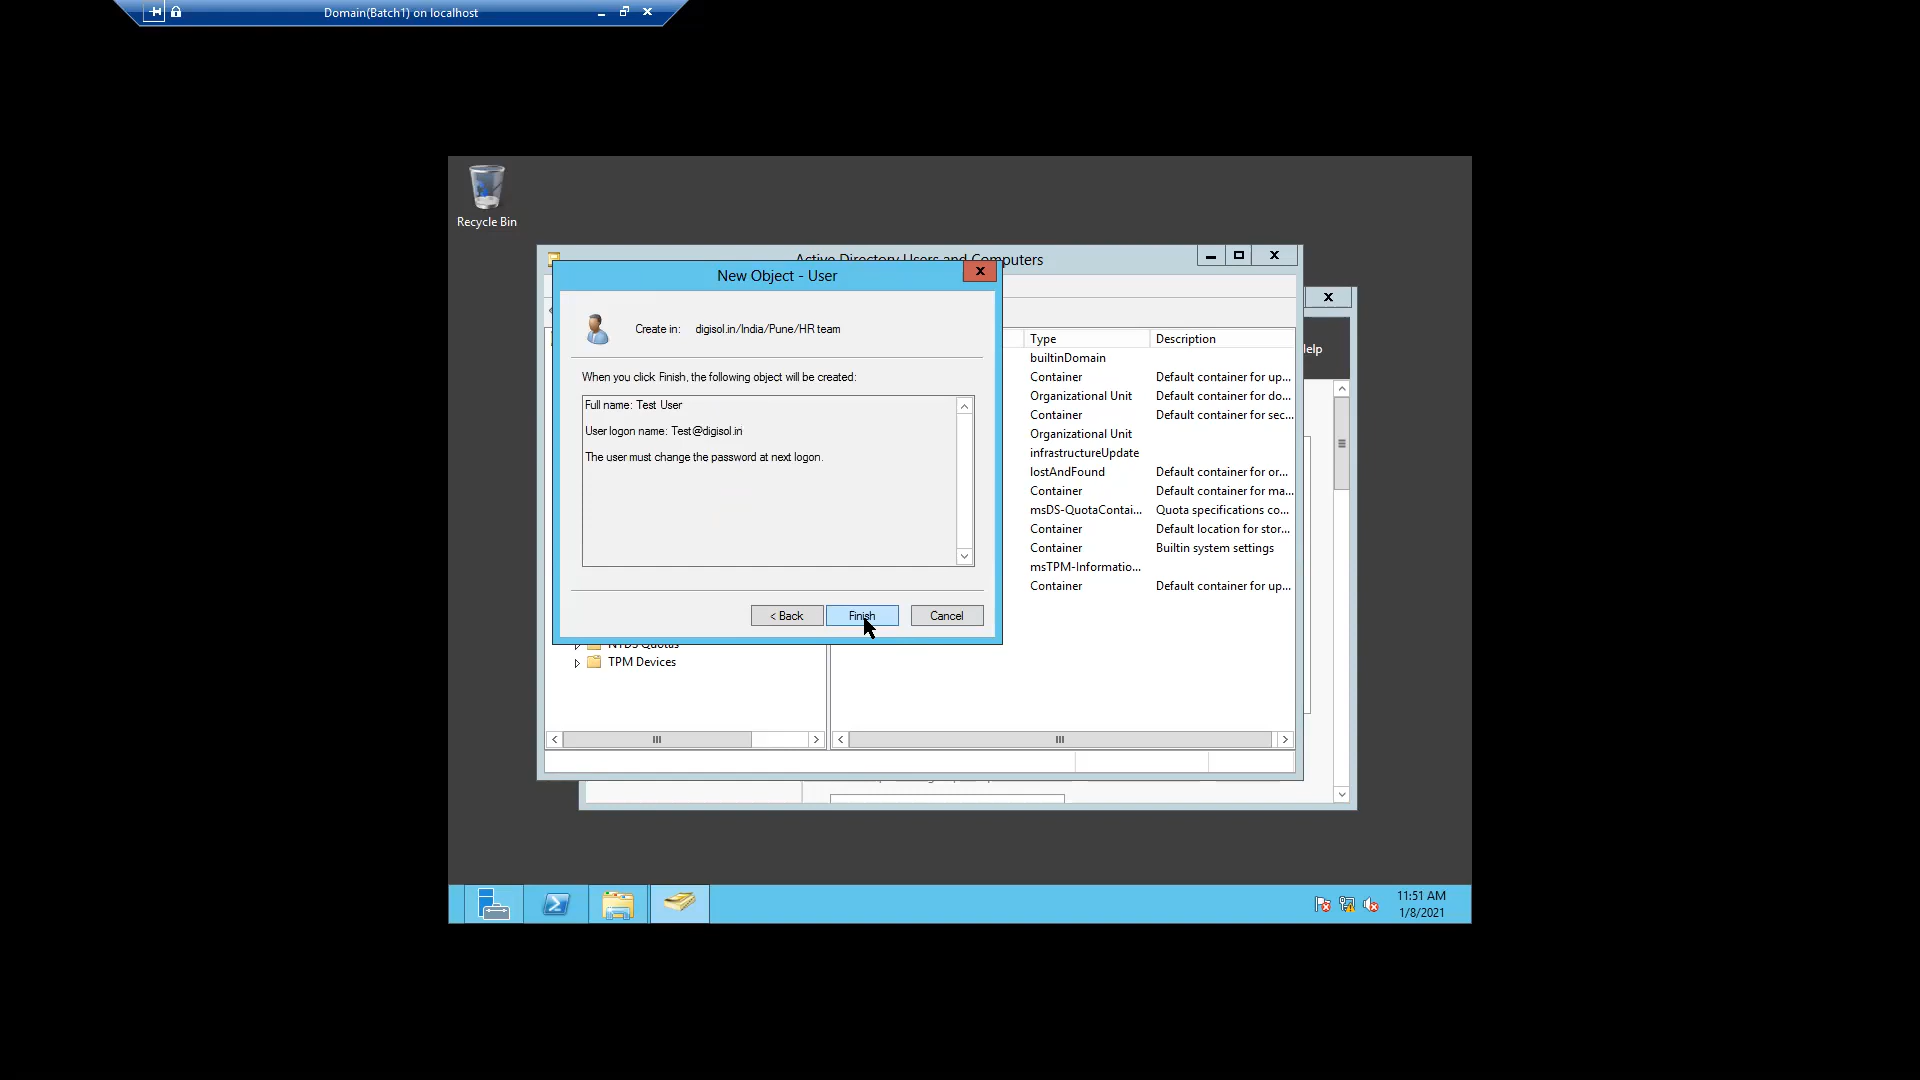 Domain(Batch1) on localhost
Recycle Bin
New Object - User
Create in: digisol.in/India/Pune/HR team
When you click Finish, the following object will be created:
Full name: Test User
User logon name: Test@digisol.in
The user must change the password at next logon.
< Back Finish Cancel
Type Description
builtinDomain
Container Default container for up...
Organizational Unit Default container for do...
Container Default container for sec...
Organizational Unit
infrastructureUpdate
lostAndFound Default container for or...
Container Default container for ma...
msDS-QuotaContai... Quota specifications co...
Container Default location for stor...
Container Builtin system settings
msTPM-Informatio...
Container Default container for up...
TPM Devices
11:51 AM
1/8/2021